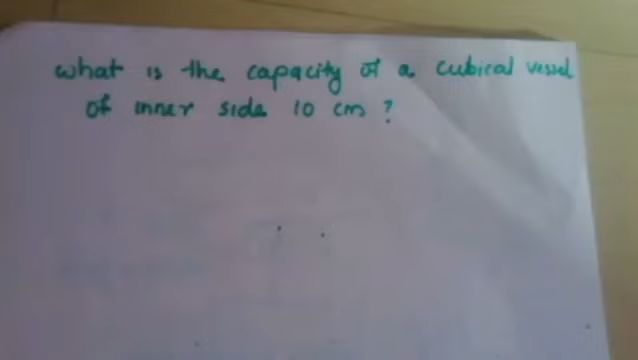 what is the capacity of a cubical vessel
of inner side 10 cm ?